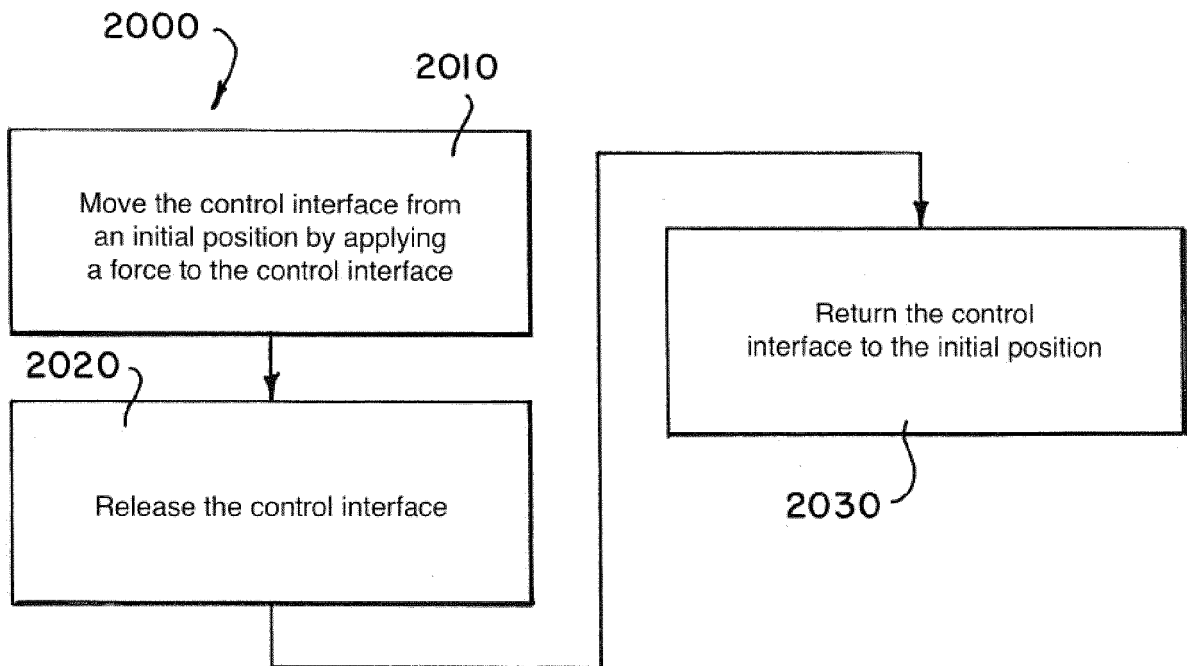 2000
2010
Move the control interface from
an initial position by applying
a force to the control interface
2020
Release the control interface
Return the control
interface to the initial position
2030